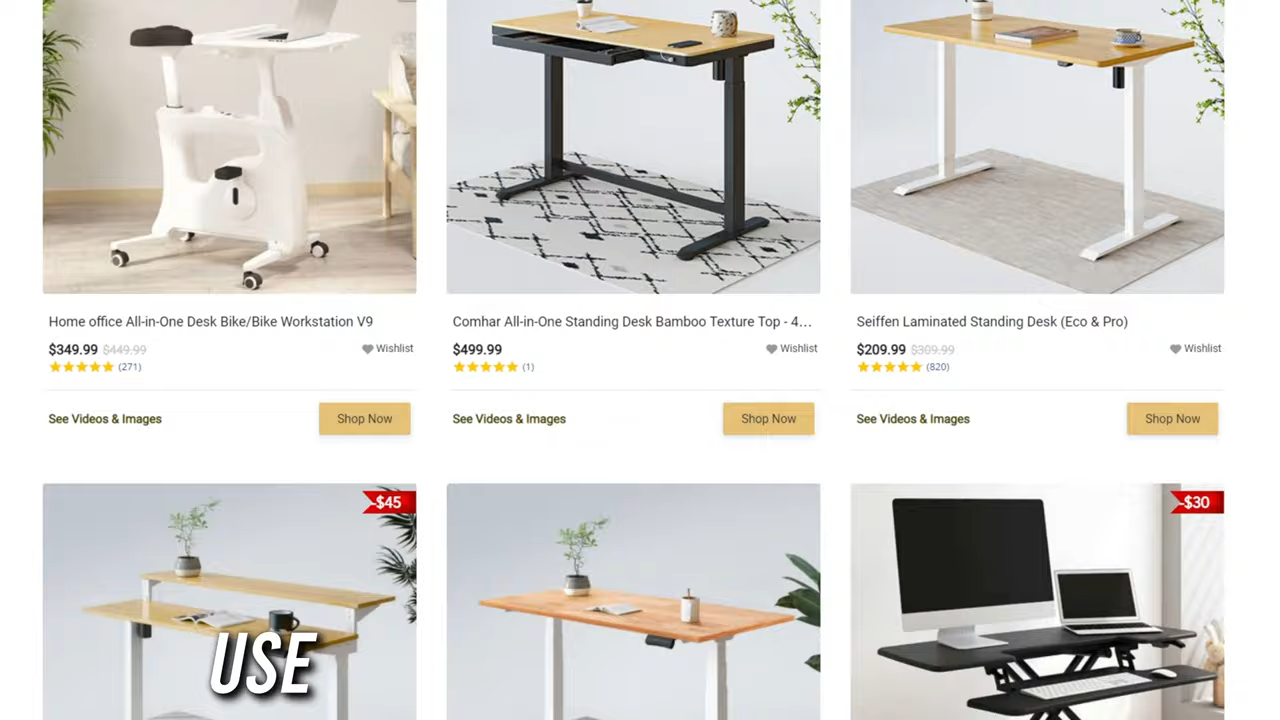 Home office All-in-One Desk Bike/Bike Workstation V9
$349.99 $449.99
Wishlist
(271)
See Videos & Images
Shop Now
Comhar All-in-One Standing Desk Bamboo Texture Top - 4...
$499.99
Wishlist
(1)
See Videos & Images
Shop Now
Seiffen Laminated Standing Desk (Eco & Pro)
$209.99 $309.99
Wishlist
(820)
See Videos & Images
Shop Now
-$45
-$30
USE